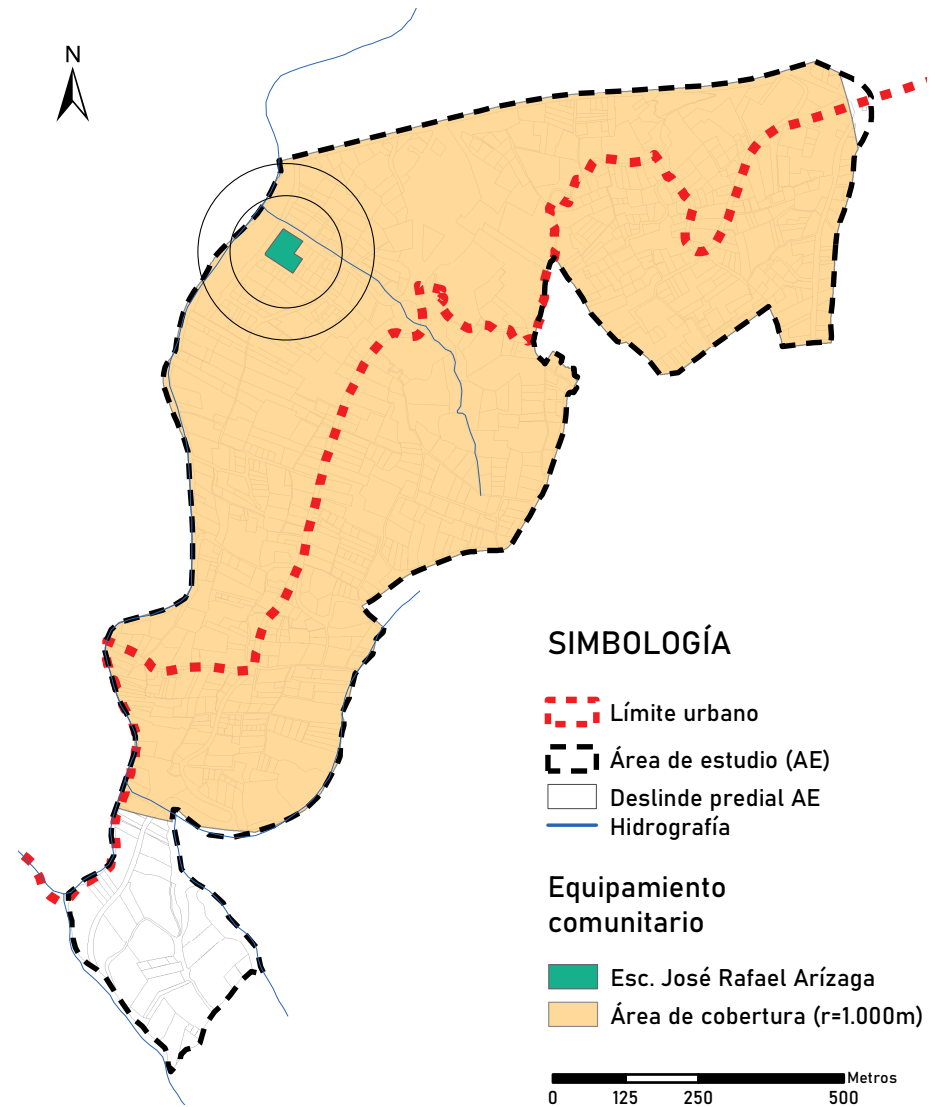 N
SIMBOLOGÍA
Límite urbano
Área de estudio (AE)
Deslinde predial AE
Hidrografía
Equipamiento
comunitario
Esc. José Rafael Arízaga
Área de cobertura (r=1.000m)
Metros
0 125 250 500